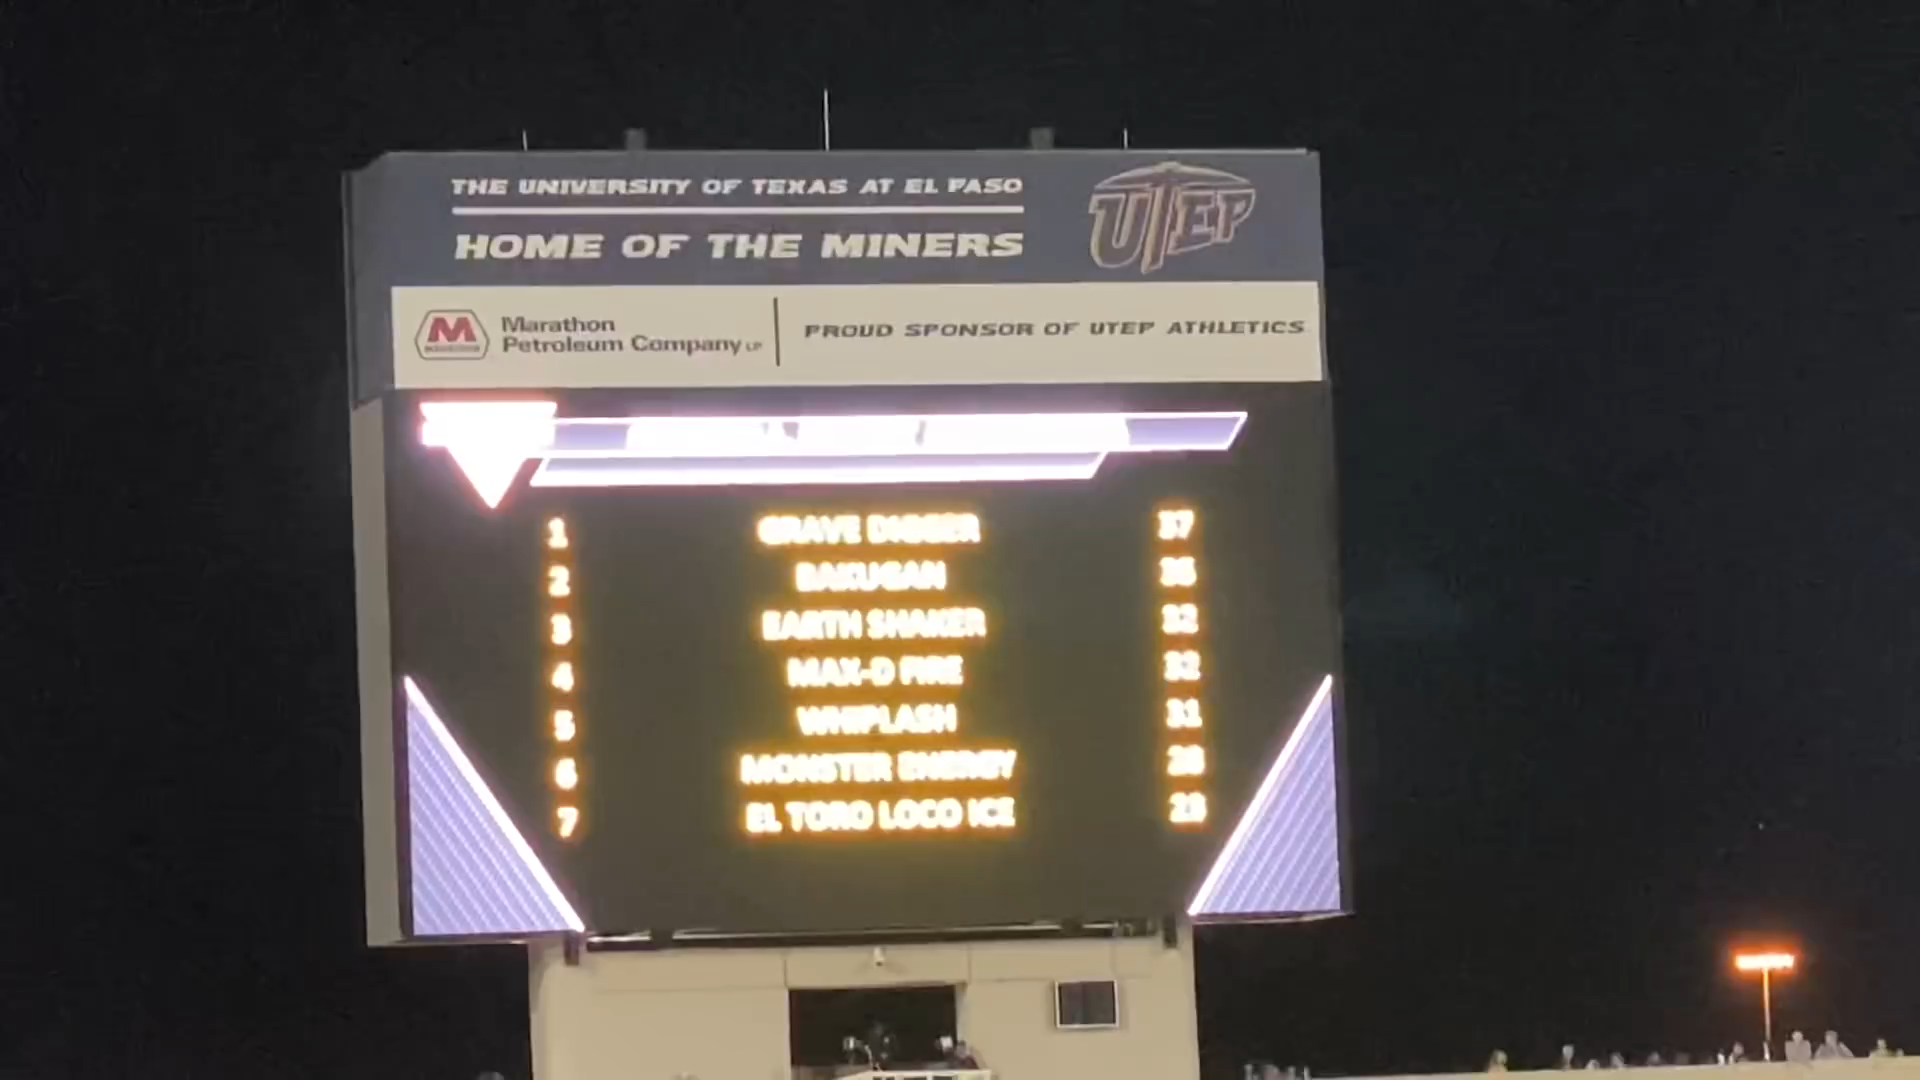 THE UNIVERSITY OF TEXAS AT EL PASO
HOME OF THE MINERS
UTEP
Marathon
Petroleum Company LP
PROUD SPONSOR OF UTEP ATHLETICS
1 GRAVE DIGGER 37
2 BAKUGAN
3 EARTH SHAKER 32
4 MAX-D FIRE 32
5 WHIPLASH 31
6 MONSTER ENERGY
7 EL TORO LOCO ICE